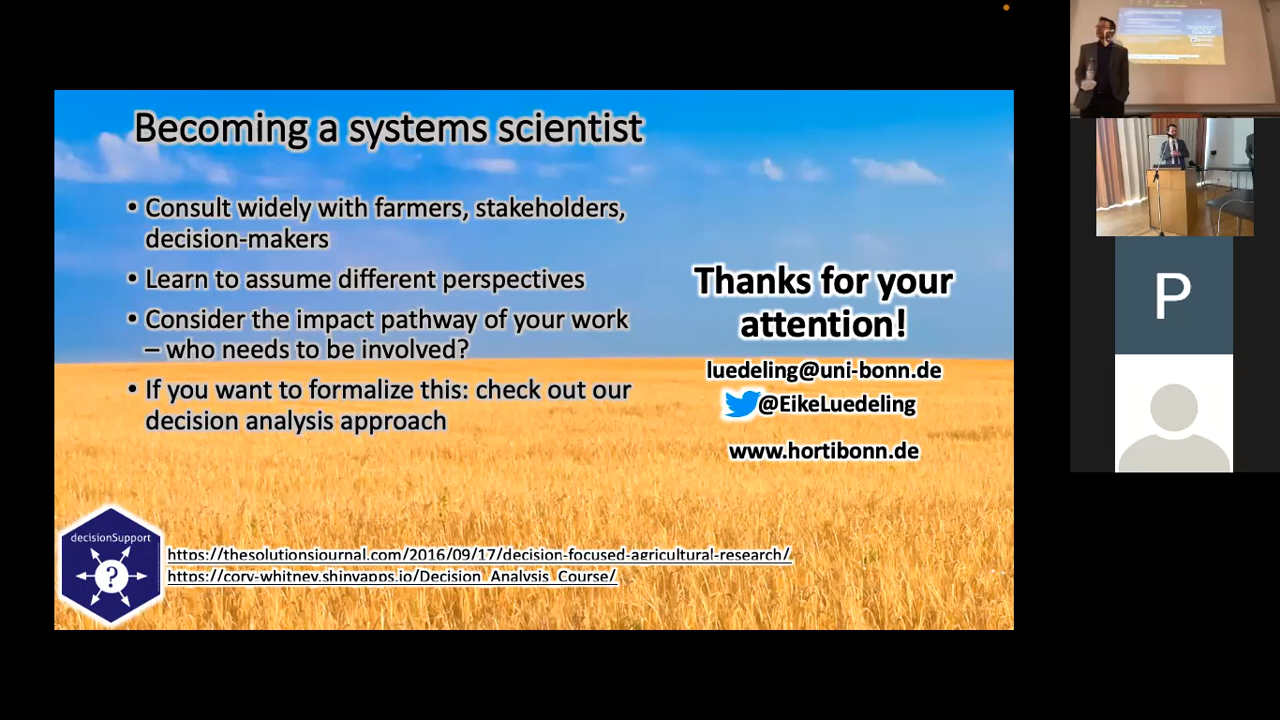 Becoming a systems scientist
• Consult widely with farmers, stakeholders,
decision-makers
• Learn to assume different perspectives
• Consider the impact pathway of your work
– who needs to be involved?
• If you want to formalize this: check out our
decision analysis approach
Thanks for your
attention!
luedeling@uni-bonn.de
@EikeLuedeling
www.hortibonn.de
decisionSupport
?
https://thesolutionsjournal.com/2016/09/17/decision-focused-agricultural-research/
https://cory-whitney.shinyapps.io/Decision_Analysis_Course/
P